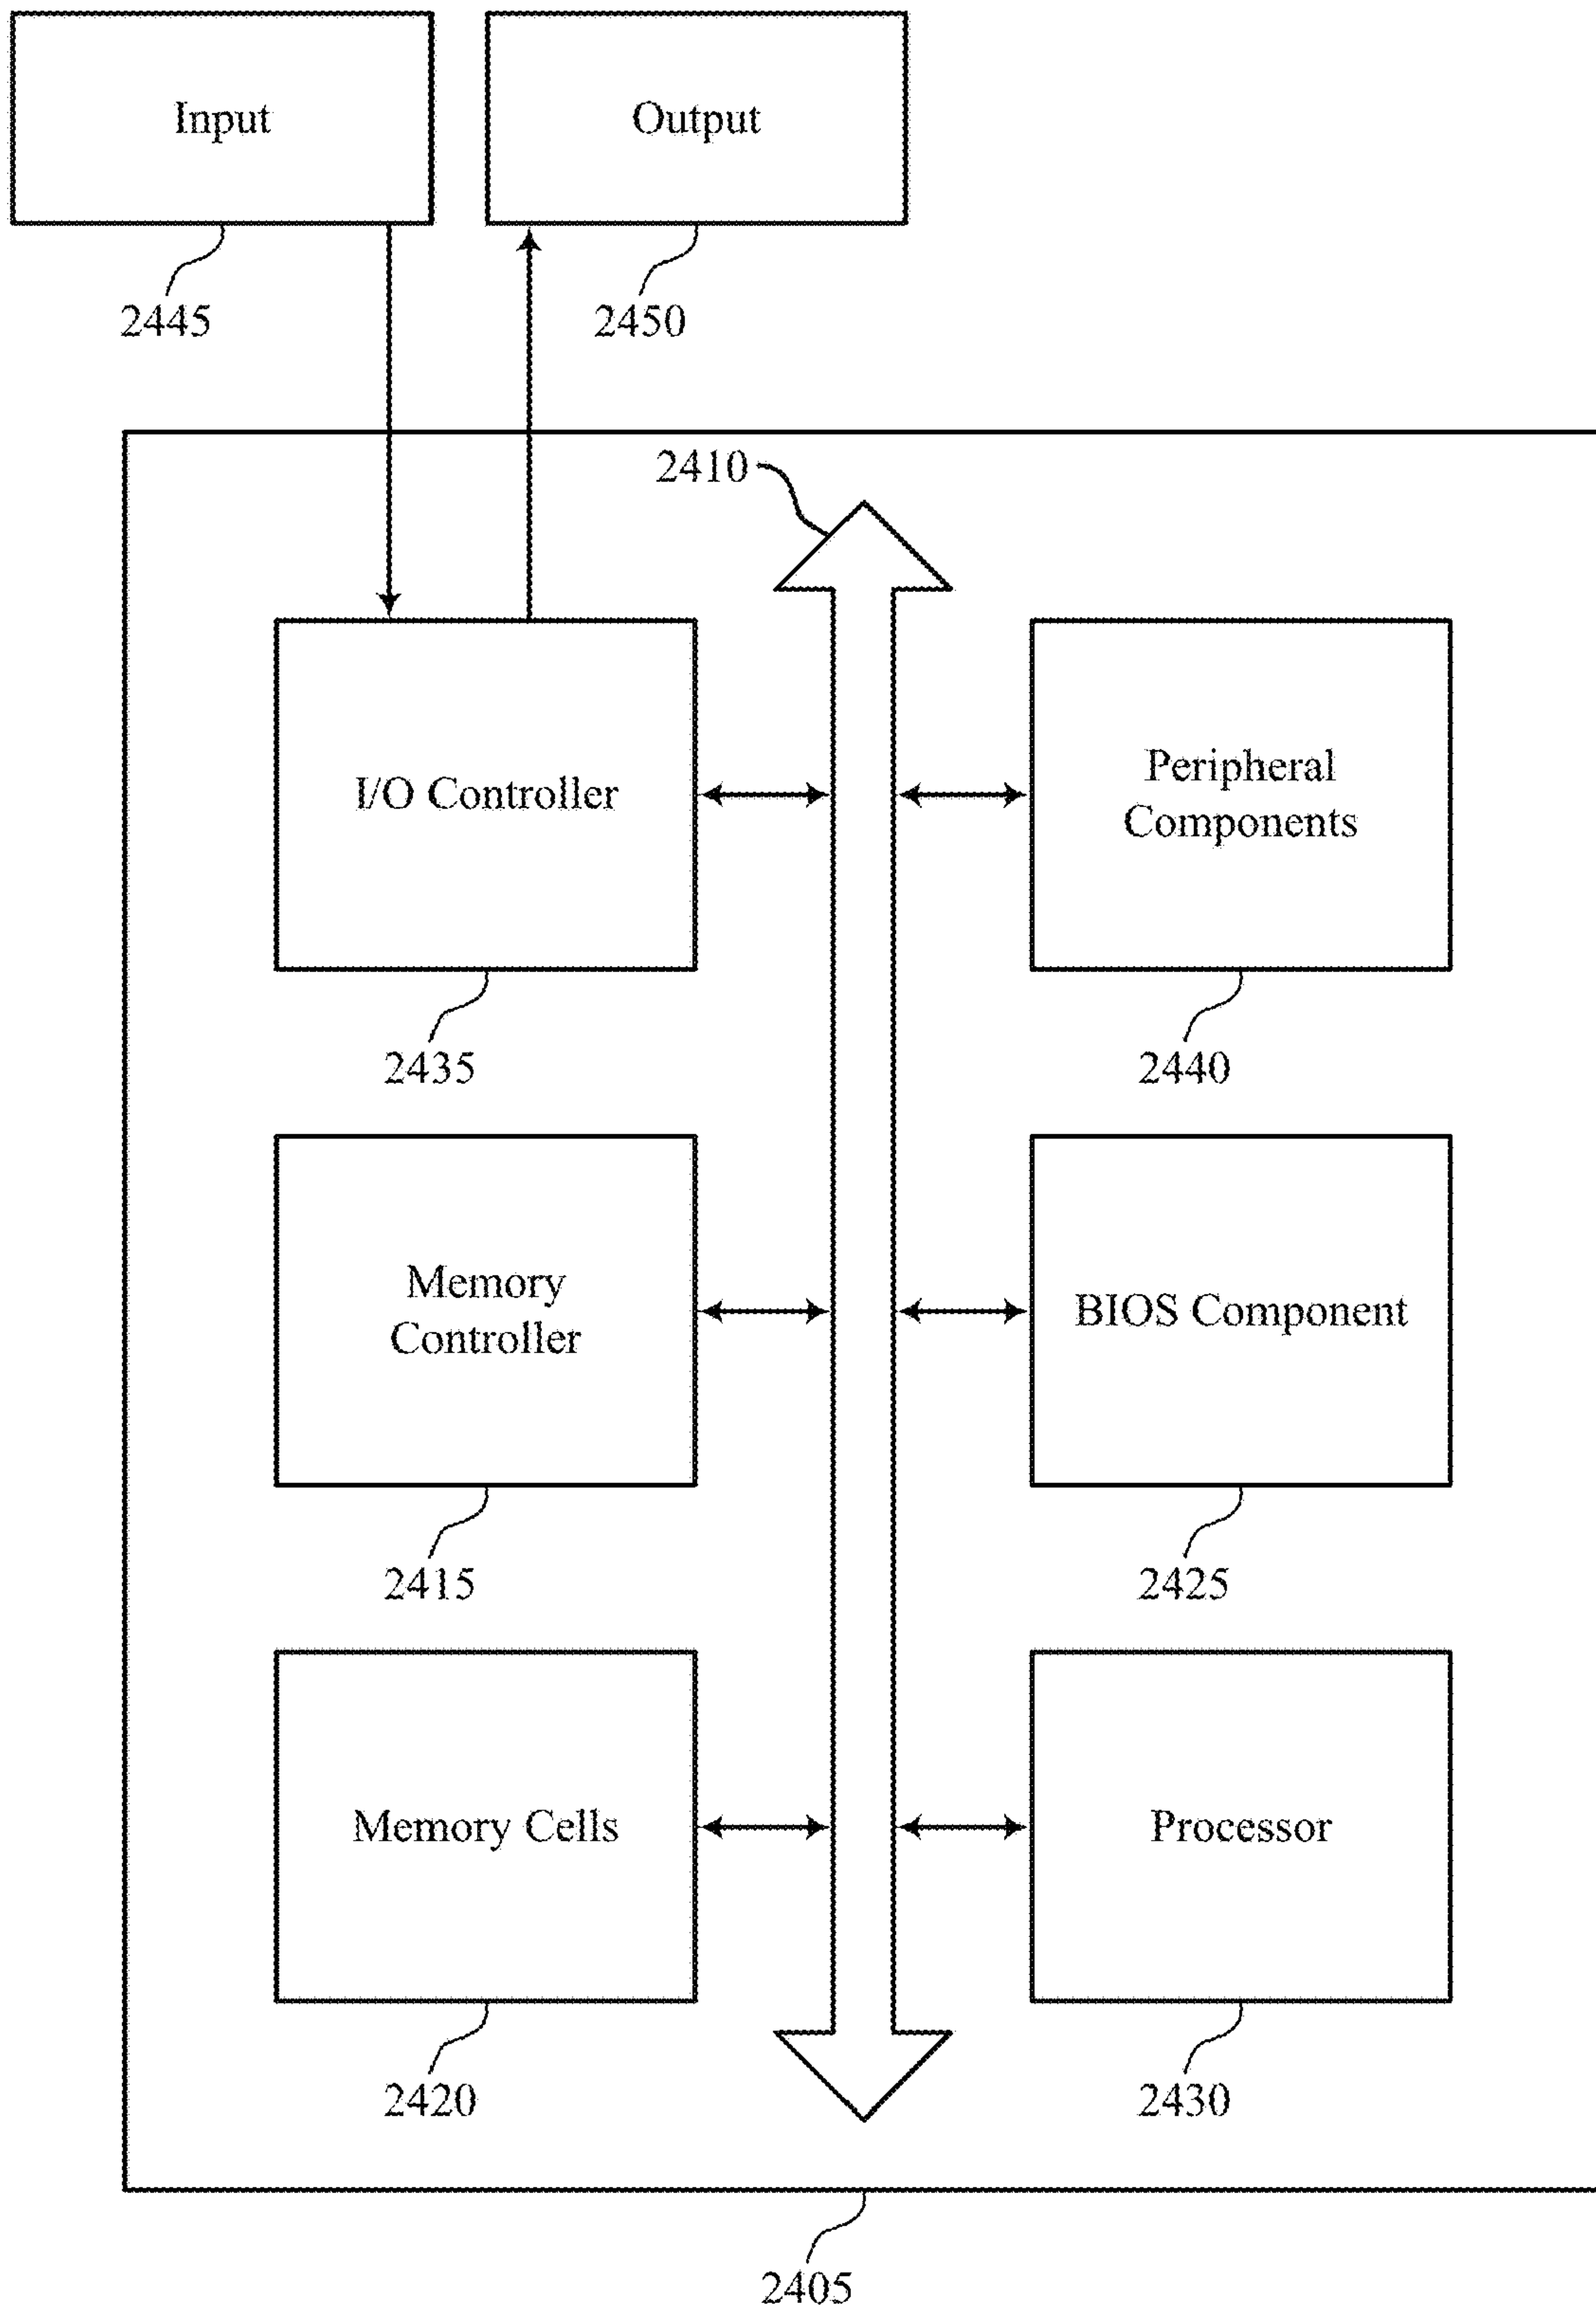 Input
Output
2445
2450
2410
I/O Controller
Peripheral
Components
2435
2440
Memory
Controller
BIOS Component
2415
2425
Memory Cells
Processor
2420
2430
2405